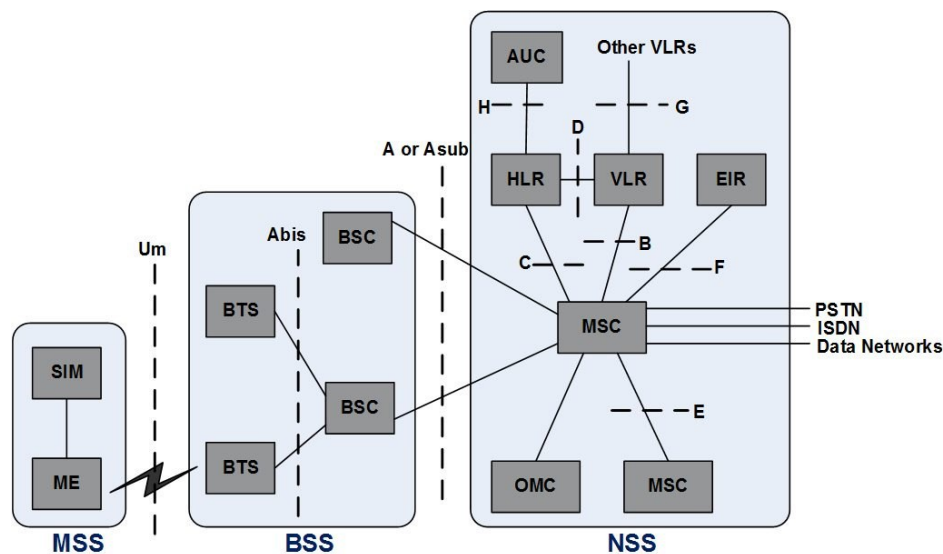 AUC
Other VLRs
H
G
D
A or Asub
HLR
VLR
EIR
Um
Abis
BSC
B
C
F
BTS
MSC
PSTN
ISDN
Data Networks
SIM
BSC
E
BTS
ME
OMC
MSC
MSS
BSS
NSS